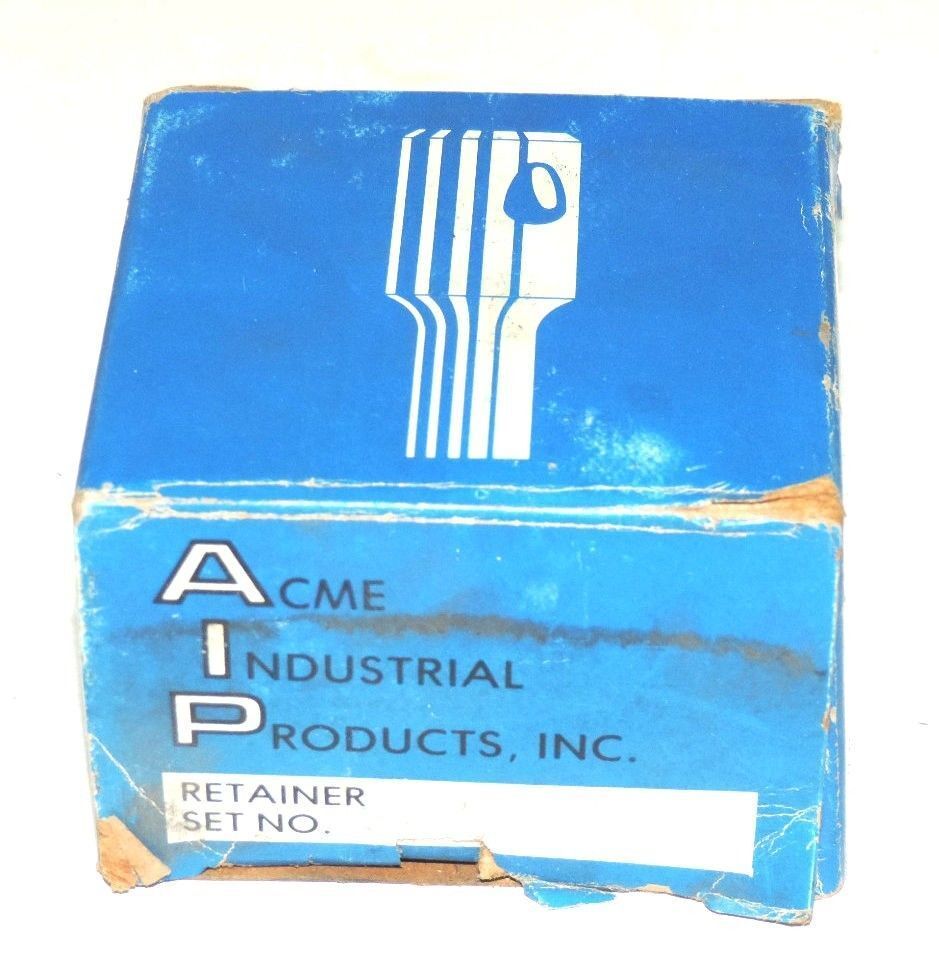 ACME
INDUSTRIAL
PRODUCTS, INC.
RETAINER
SET NO.